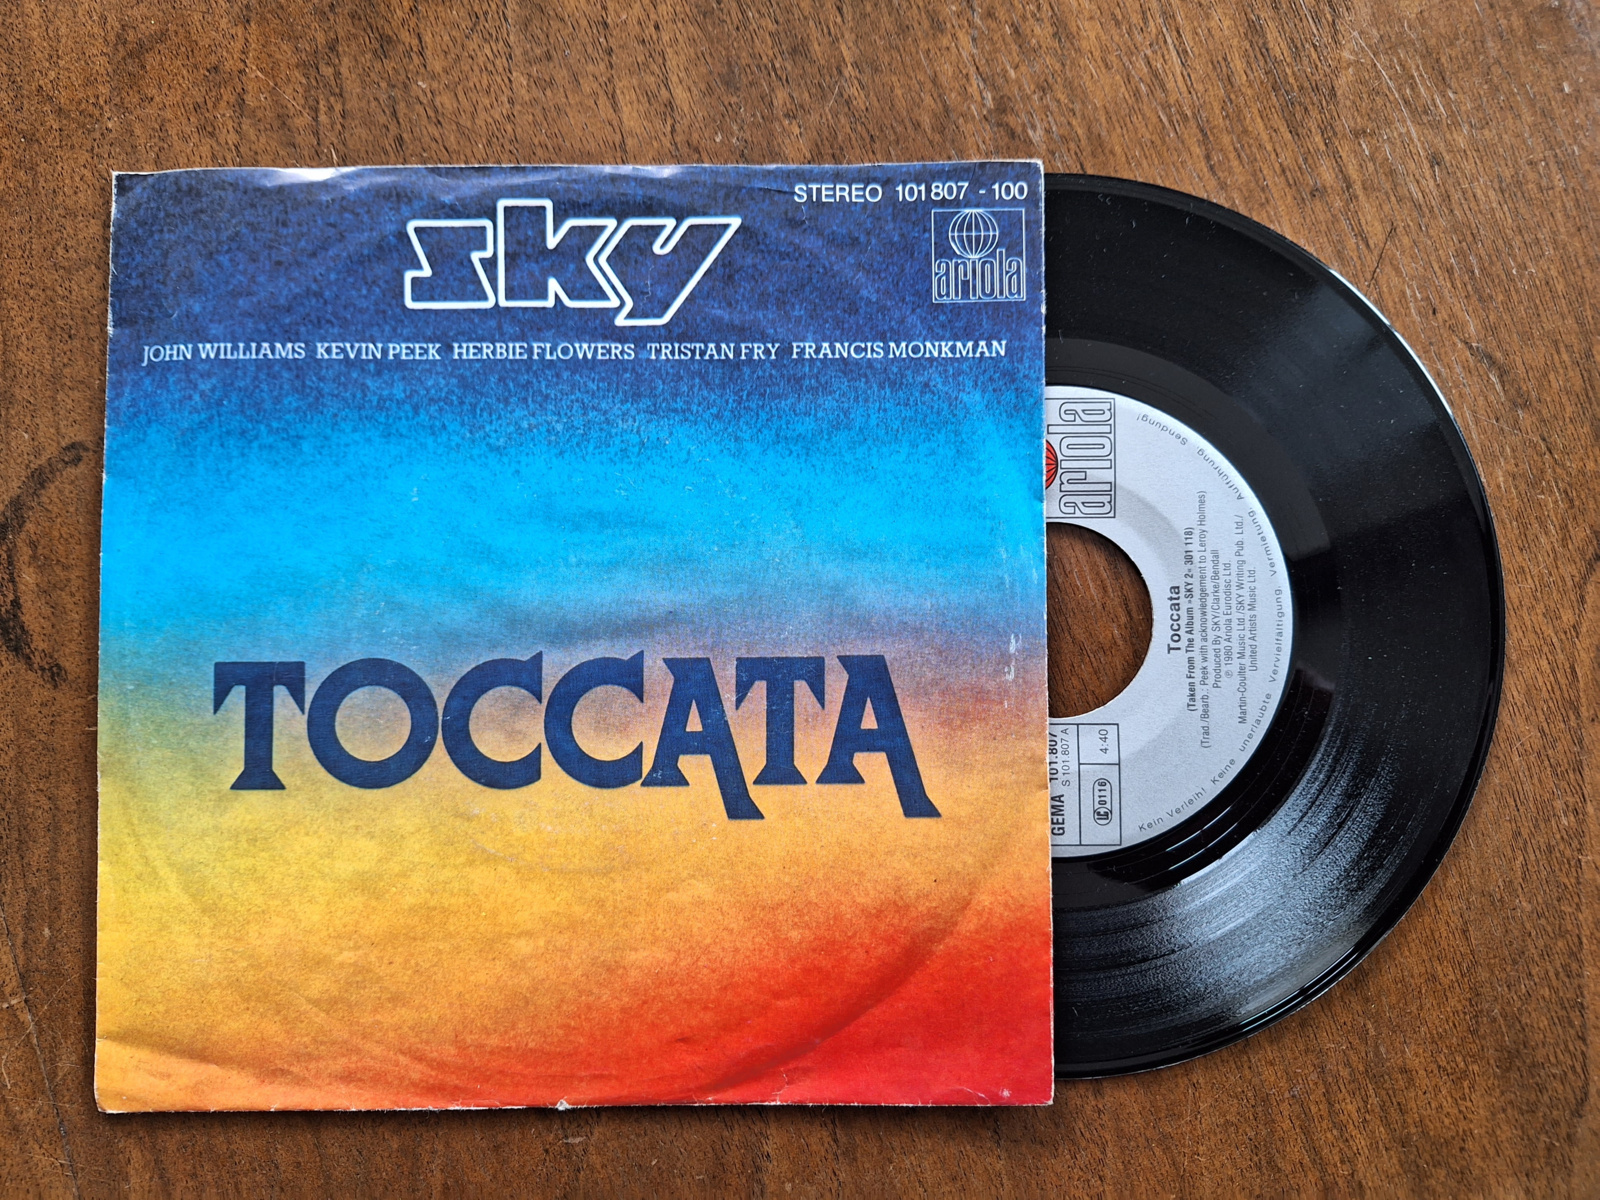 STEREO 101 807 - 100
sky
ariola
JOHN WILLIAMS KEVIN PEEK HERBIE FLOWERS TRISTAN FRY FRANCIS MONKMAN
TOCCATA
ariola
Toccata
(Taken From The Album »SKY 2« 301 118)
(Trad./Bearb.: Peek with acknowledgement to Leroy Holmes)
Produced By SKY/Clarke/Bendall
℗ 1980 Ariola Eurodisc Ltd.
Martin-Coulter Music Ltd./SKY Writing Pub. Ltd./
United Artists Music Ltd.
GEMA
101.807
S 101.807 A
LC 0116
4:40
Kein Verleih! Keine unerlaubte Vervielfältigung, Vermietung, Aufführung, Sendung!